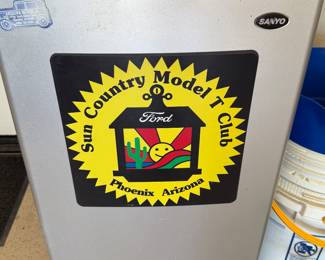 SANYO
Sun Country Model T Club
Ford
Phoenix Arizona